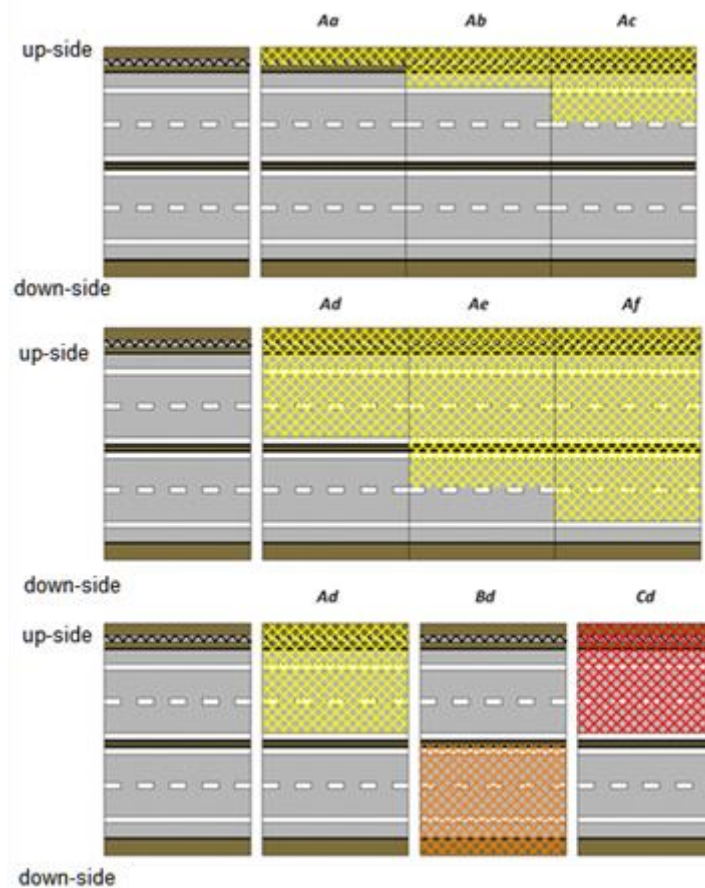 Aa Ab Ac
up-side
down-side
Ad Ae Af
up-side
down-side
Ad Bd Cd
up-side
down-side